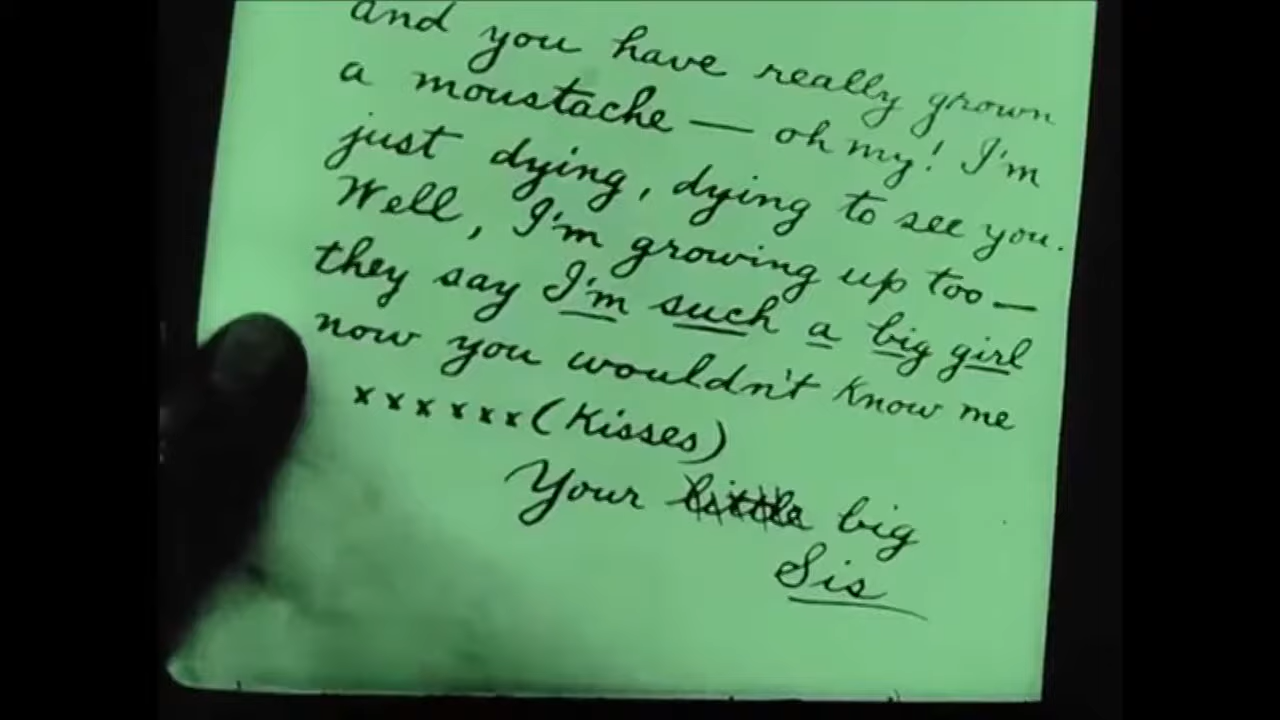 and you have really grown
a moustache — oh my! I'm
just dying, dying to see you.
Well, I'm growing up too —
they say I'm such a big girl
now you wouldn't know me
xxxxxx (Kisses)
Your little big
Sis